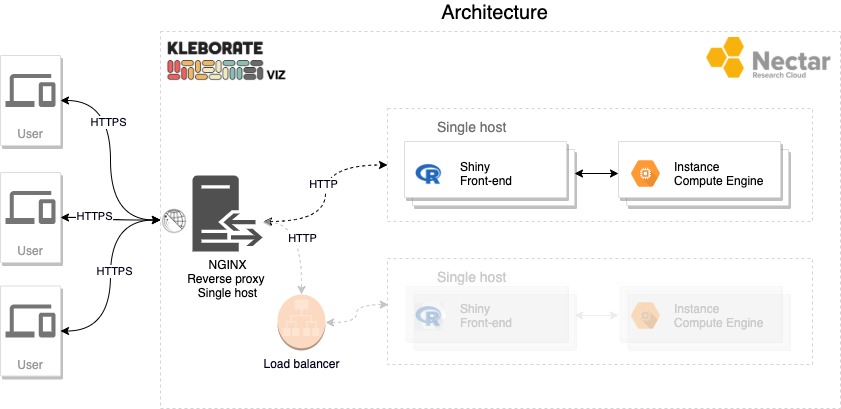 Architecture
KLEBORATE
VIZ
Nectar
Research Cloud
User
HTTPS
User
HTTPS
User
HTTPS
NGINX
Reverse proxy
Single host
HTTP
HTTP
Load balancer
Single host
Shiny
Front-end
Instance
Compute Engine
Single host
Shiny
Front-end
Instance
Compute Engine